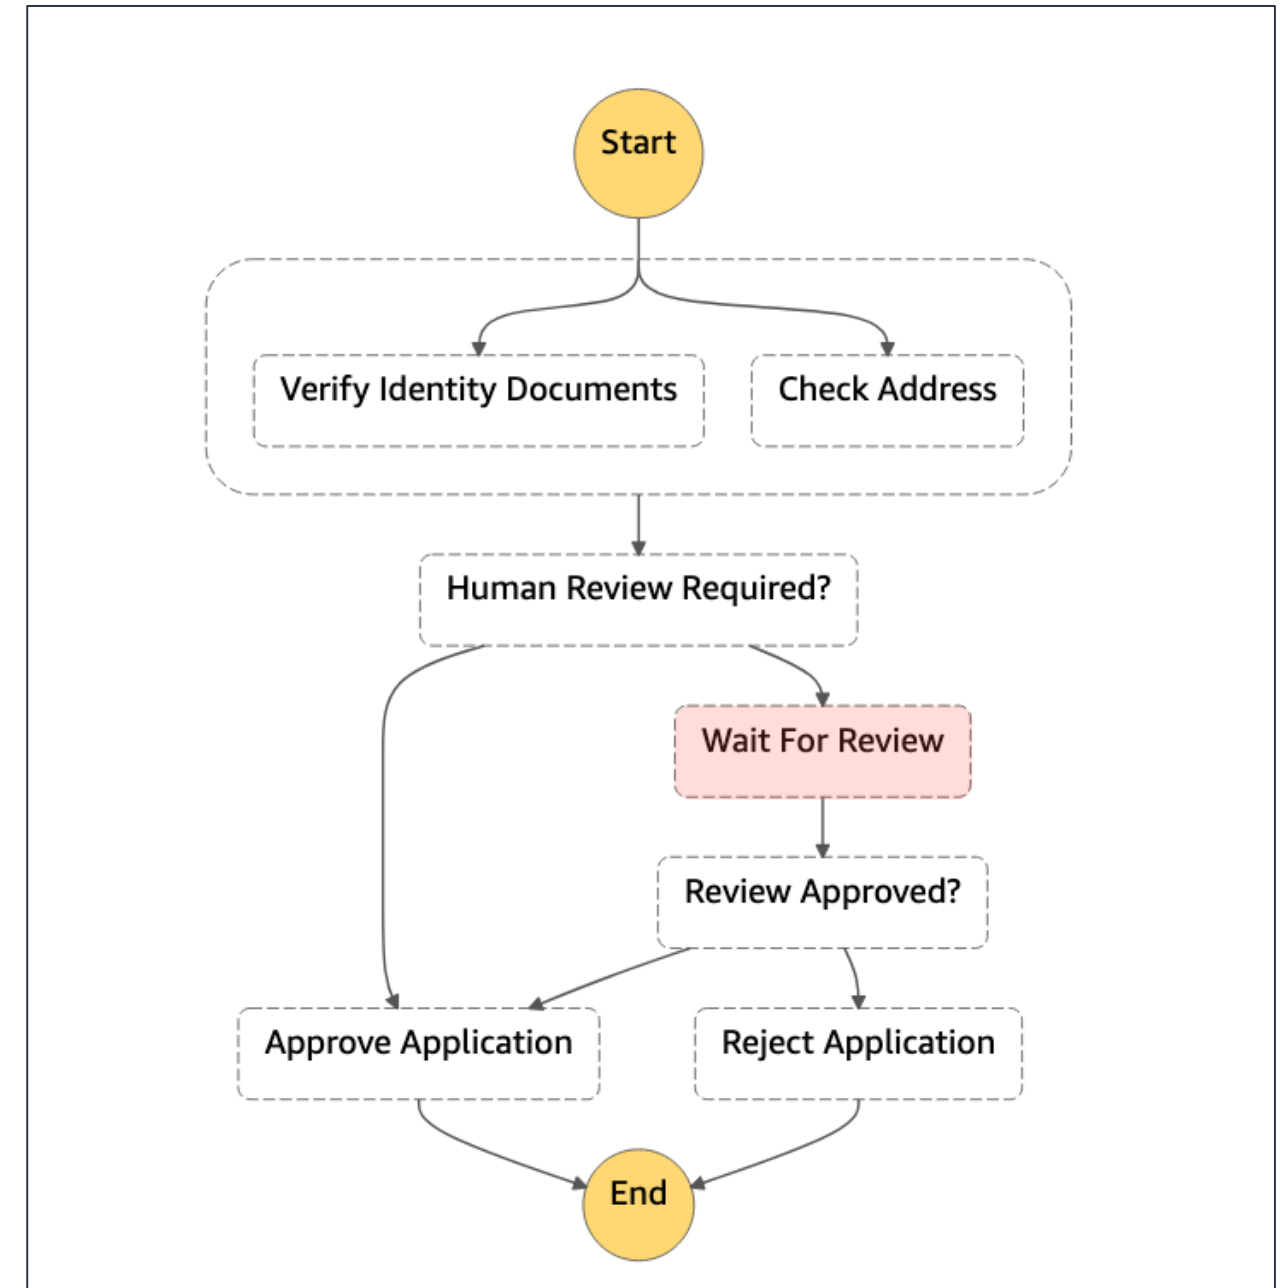 Start
Verify Identity Documents
Check Address
Human Review Required?
Wait For Review
Review Approved?
Approve Application
Reject Application
End